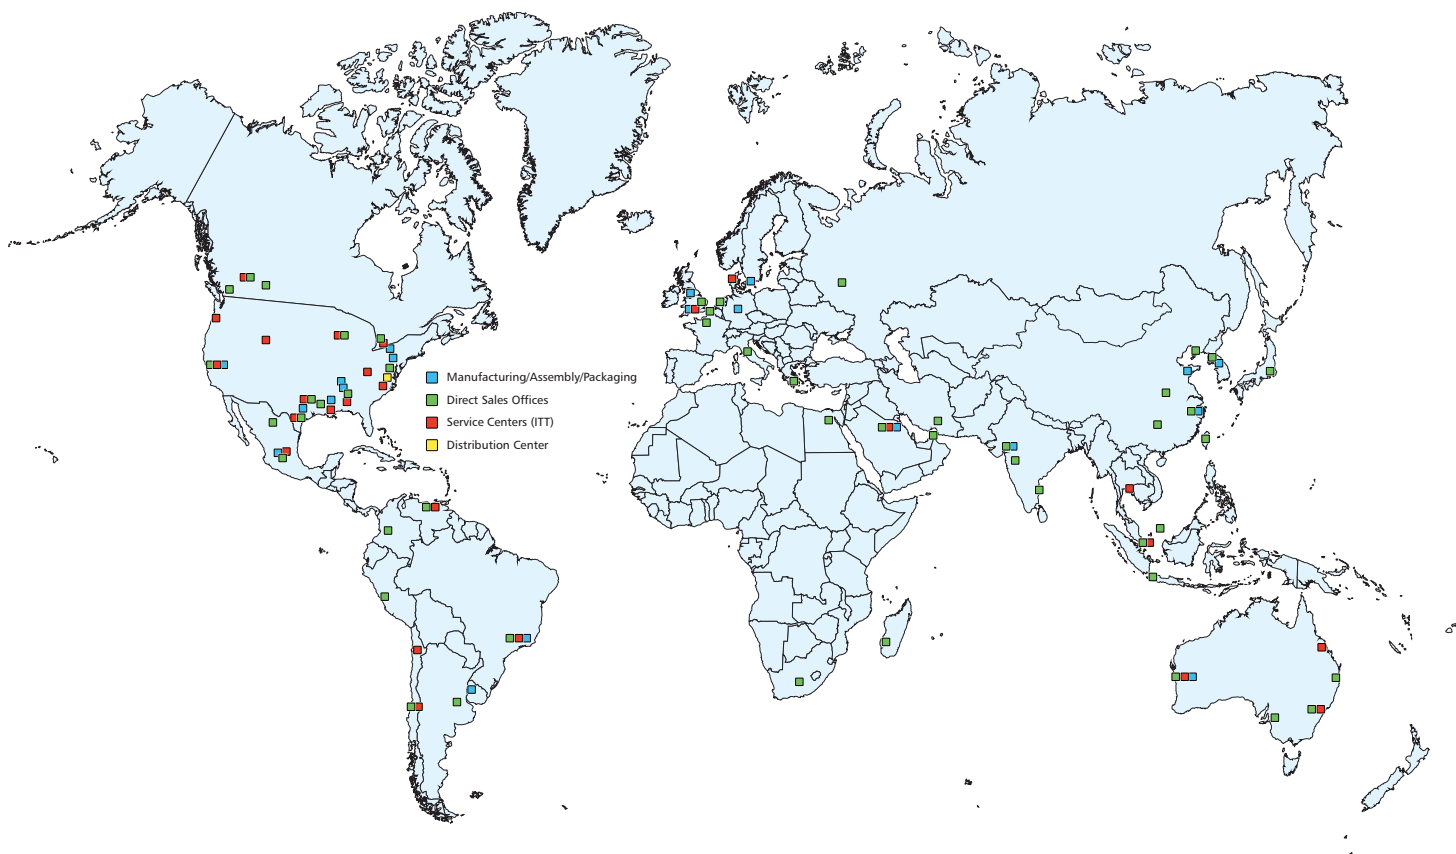 Manufacturing/Assembly/Packaging
Direct Sales Offices
Service Centers (ITT)
Distribution Center